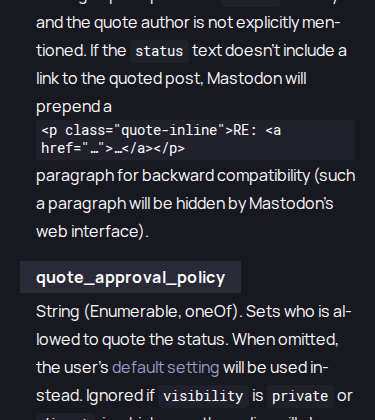 and the quote author is not explicitly men-
tioned. If the status text doesn't include a
link to the quoted post, Mastodon will
prepend a
<p class="quote-inline">RE: <a
href="…">…</a></p>
paragraph for backward compatibility (such
a paragraph will be hidden by Mastodon's
web interface).
quote_approval_policy
String (Enumerable, oneOf). Sets who is al-
lowed to quote the status. When omitted,
the user's default setting will be used in-
stead. Ignored if visibility is private or